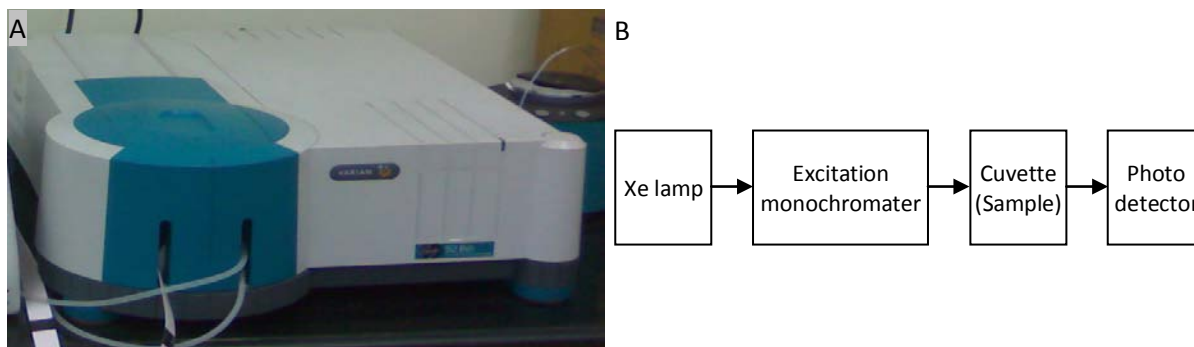 A
B
VARIAN
Xe lamp
Excitation
monochromater
Cuvette
(Sample)
Photo
detector